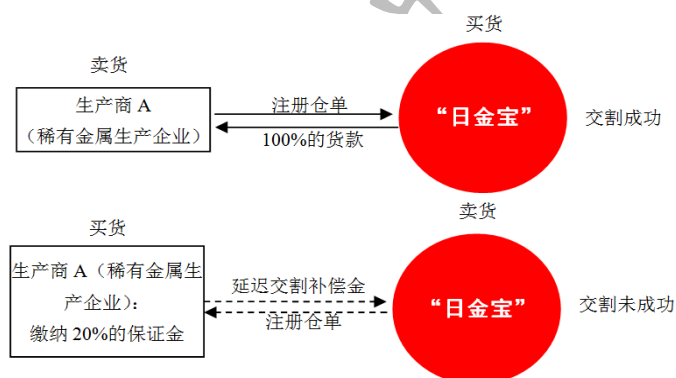 买货
卖货
生产商 A
（稀有金属生产企业）
注册仓单
100%的货款
“日金宝”
交割成功
买货
卖货
生产商 A（稀有金属生
产企业）：
缴纳 20%的保证金
延迟交割补偿金
注册仓单
“日金宝”
交割未成功